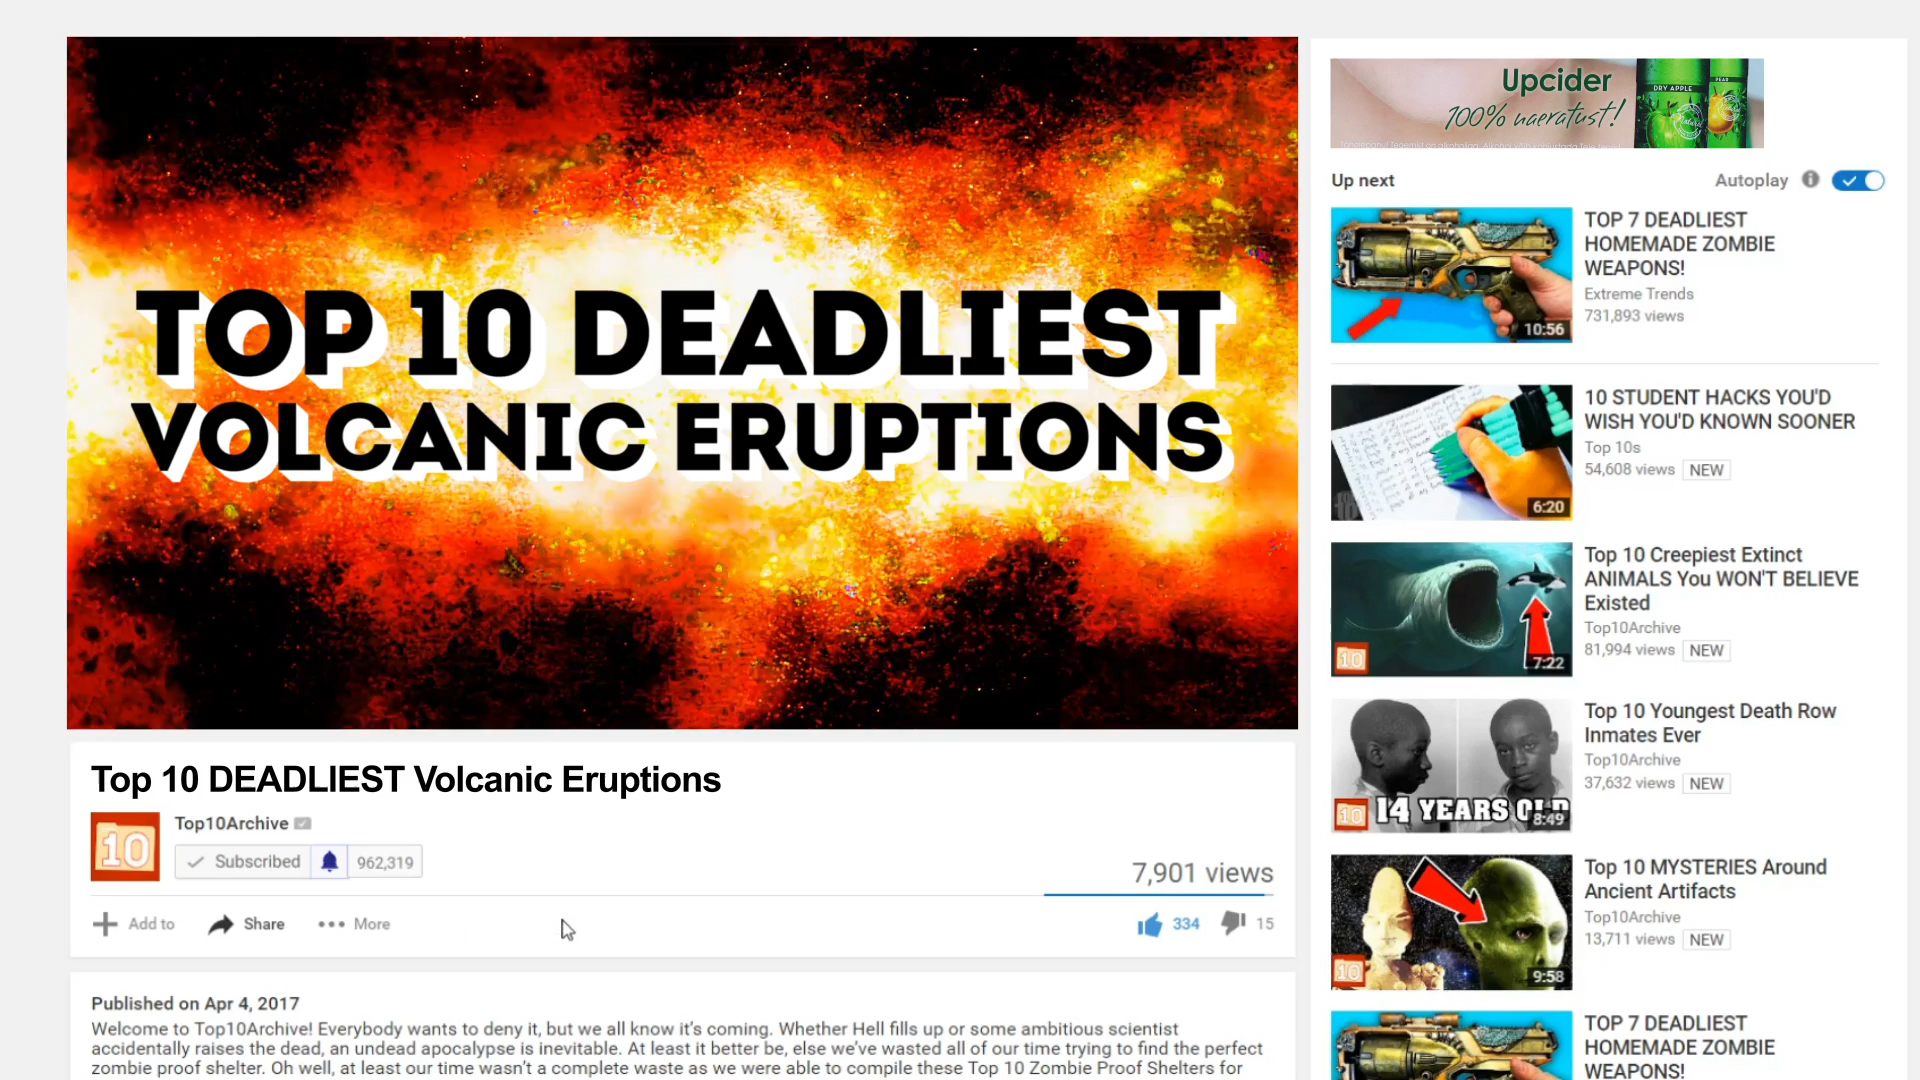 TOP 10 DEADLIEST
VOLCANIC ERUPTIONS
Top 10 DEADLIEST Volcanic Eruptions
10
Top10Archive
Subscribed
962,319
7,901 views
Add to
Share
More
334
15
Published on Apr 4, 2017
Welcome to Top10Archive! Everybody wants to deny it, but we all know it's coming. Whether Hell fills up or some ambitious scientist
accidentally raises the dead, an undead apocalypse is inevitable. At least it better be, else we've wasted all of our time trying to find the perfect
zombie proof shelter. Oh well, at least our time wasn't a complete waste as we were able to compile these Top 10 Zombie Proof Shelters for
Upcider
100% naeratust!
DRY APPLE
PEAR
Natural
Up next
Autoplay
10:56
TOP 7 DEADLIEST
HOMEMADE ZOMBIE
WEAPONS!
Extreme Trends
731,893 views
6:20
10 STUDENT HACKS YOU'D
WISH YOU'D KNOWN SOONER
Top 10s
54,608 views NEW
10
7:22
Top 10 Creepiest Extinct
ANIMALS You WON'T BELIEVE
Existed
Top10Archive
81,994 views NEW
10
14 YEARS OLD
8:49
Top 10 Youngest Death Row
Inmates Ever
Top10Archive
37,632 views NEW
10
9:58
Top 10 MYSTERIES Around
Ancient Artifacts
Top10Archive
13,711 views NEW
TOP 7 DEADLIEST
HOMEMADE ZOMBIE
WEAPONS!